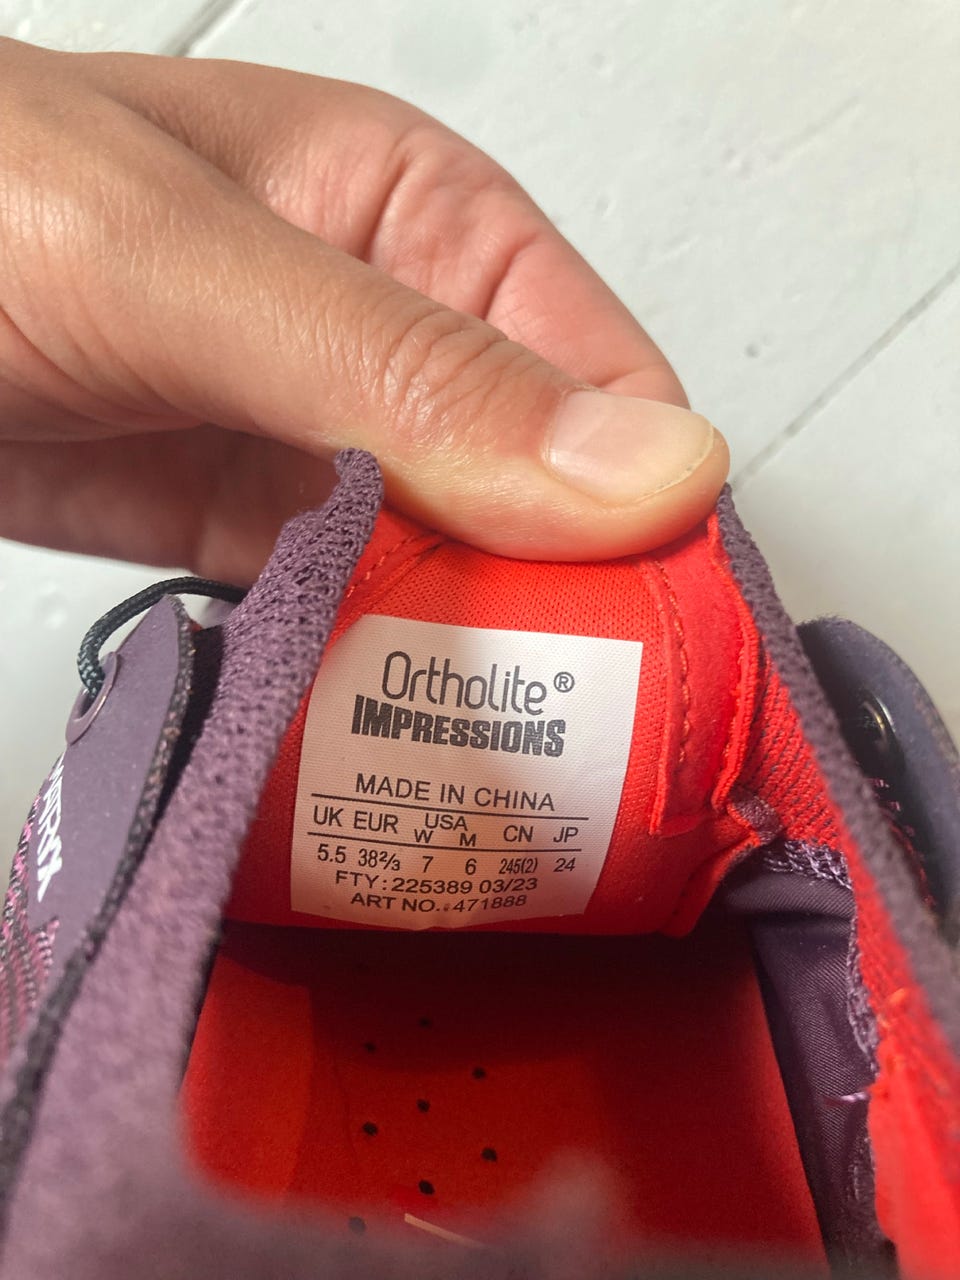 Ortholite®
IMPRESSIONS
MADE IN CHINA
UK EUR USA CN JP
W M
5.5 38⅔ 7 6 245(2) 24
FTY: 225389 03/23
ART NO.: 471888
MATRYX